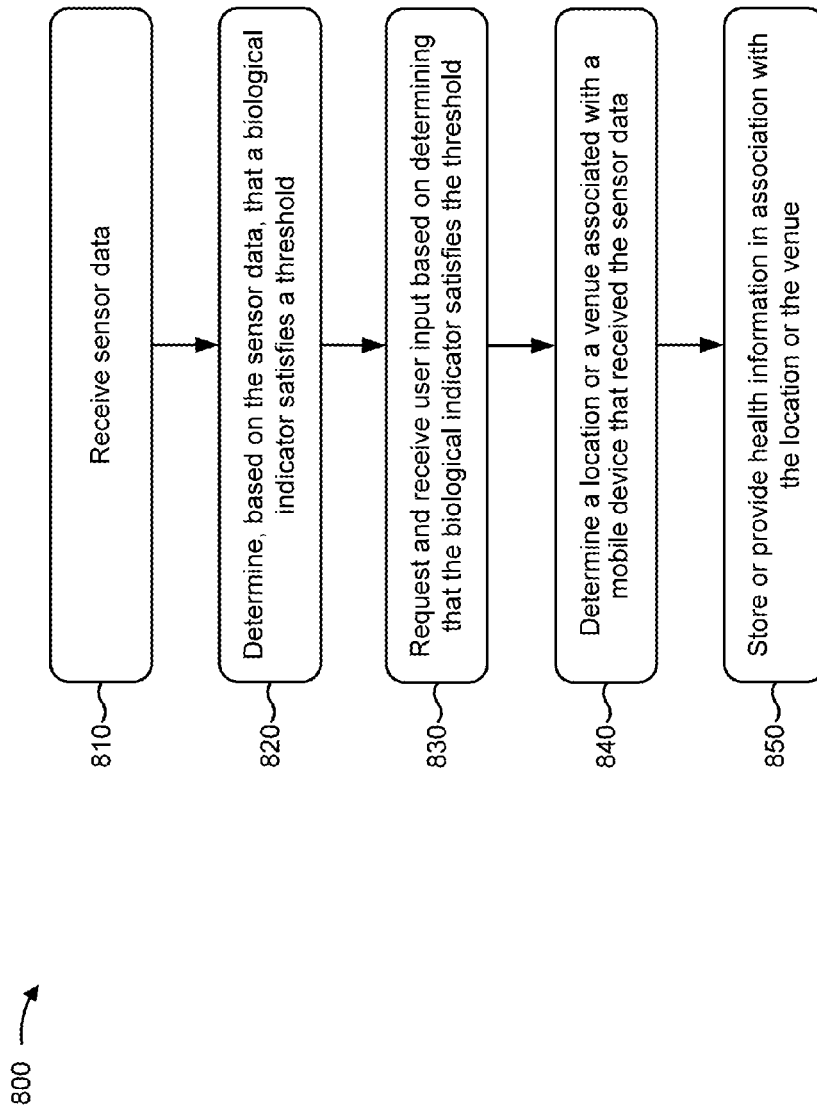 800
810
Receive sensor data
820
Determine, based on the sensor data, that a biological
indicator satisfies a threshold
830
Request and receive user input based on determining
that the biological indicator satisfies the threshold
840
Determine a location or a venue associated with a
mobile device that received the sensor data
850
Store or provide health information in association with
the location or the venue